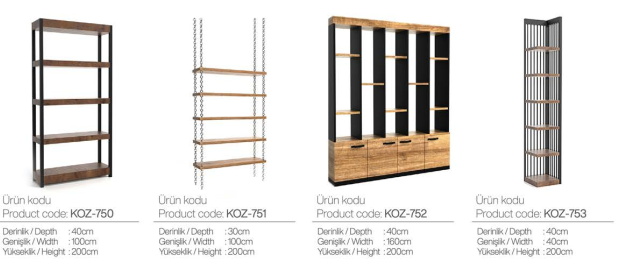 Ürün kodu
Product code: KOZ-750
Derinlik / Depth : 40cm
Genişlik / Width : 100cm
Yükseklik / Height : 200cm
Ürün kodu
Product code: KOZ-751
Derinlik / Depth : 30cm
Genişlik / Width : 100cm
Yükseklik / Height : 200cm
Ürün kodu
Product code: KOZ-752
Derinlik / Depth : 40cm
Genişlik / Width : 160cm
Yükseklik / Height : 200cm
Ürün kodu
Product code: KOZ-753
Derinlik / Depth : 40cm
Genişlik / Width : 40cm
Yükseklik / Height : 200cm